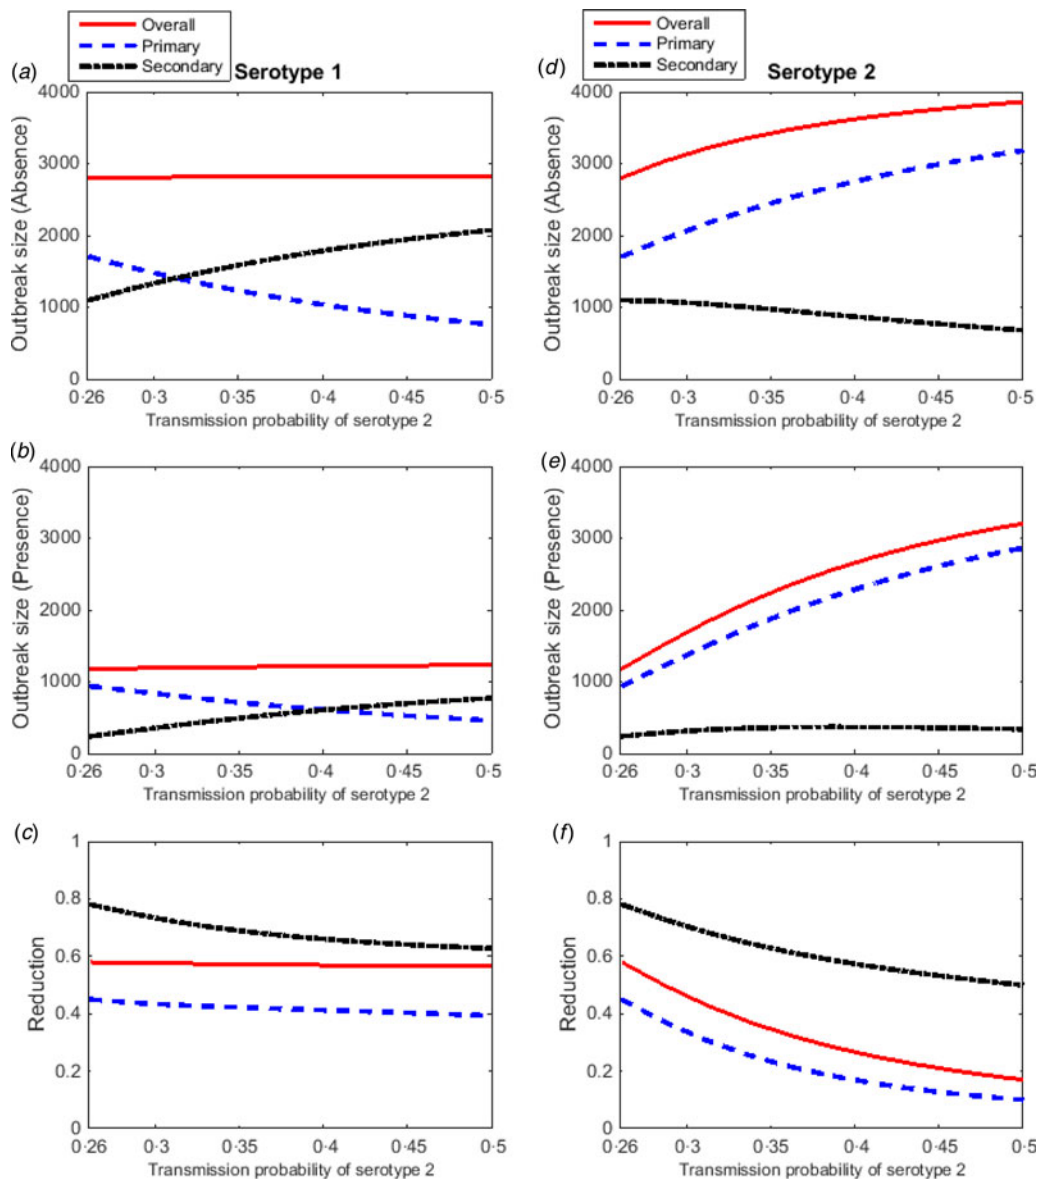 Overall
Primary
Secondary
(a)
Serotype 1
4000
3000
2000
1000
0
Outbreak size (Absence)
0·26 0·3 0·35 0·4 0·45 0·5
Transmission probability of serotype 2
(b)
4000
3000
2000
1000
0
Outbreak size (Presence)
0·26 0·3 0·35 0·4 0·45 0·5
Transmission probability of serotype 2
(c)
1
0.8
0.6
0.4
0.2
0
Reduction
0·26 0·3 0·35 0·4 0·45 0·5
Transmission probability of serotype 2
Overall
Primary
Secondary
(d)
Serotype 2
4000
3000
2000
1000
0
Outbreak size (Absence)
0·26 0·3 0·35 0·4 0·45 0·5
Transmission probability of serotype 2
(e)
4000
3000
2000
1000
0
Outbreak size (Presence)
0·26 0·3 0·35 0·4 0·45 0·5
Transmission probability of serotype 2
(f)
1
0.8
0.6
0.4
0.2
0
Reduction
0·26 0·3 0·35 0·4 0·45 0·5
Transmission probability of serotype 2